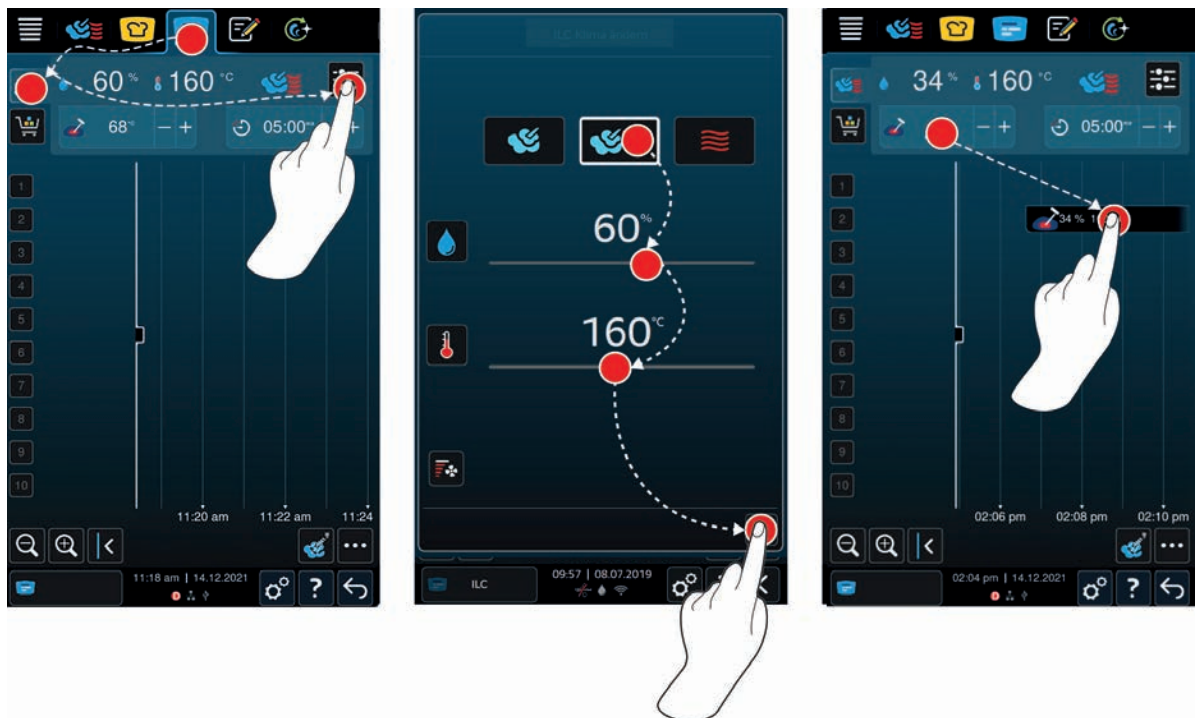 60 % 160 °C
68 °C − + 05:00 +
1
2
3
4
5
6
7
8
9
10
11:20 am 11:22 am 11:24
11:18 am | 14.12.2021
?
60 %
160 °C
ILC 09:57 | 08.07.2019
34 % 160 °C
− + 05:00 − +
1
2
34 %
3
4
5
6
7
8
9
10
02:06 pm 02:08 pm 02:10 pm
02:04 pm | 14.12.2021
?